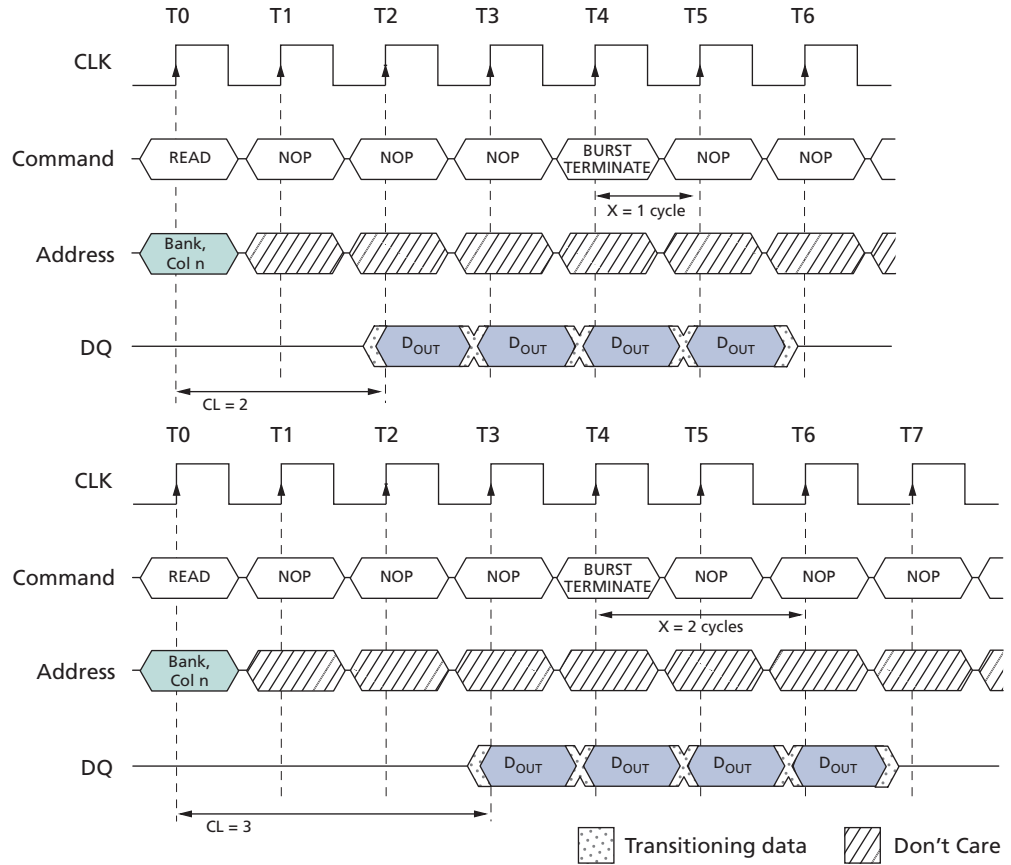 T0 T1 T2 T3 T4 T5 T6
CLK
Command READ NOP NOP NOP BURST TERMINATE NOP NOP
X = 1 cycle
Address Bank, Col n
DQ DOUT DOUT DOUT DOUT
CL = 2
T0 T1 T2 T3 T4 T5 T6 T7
CLK
Command READ NOP NOP NOP BURST TERMINATE NOP NOP NOP
X = 2 cycles
Address Bank, Col n
DQ DOUT DOUT DOUT DOUT
CL = 3
Transitioning data Don't Care